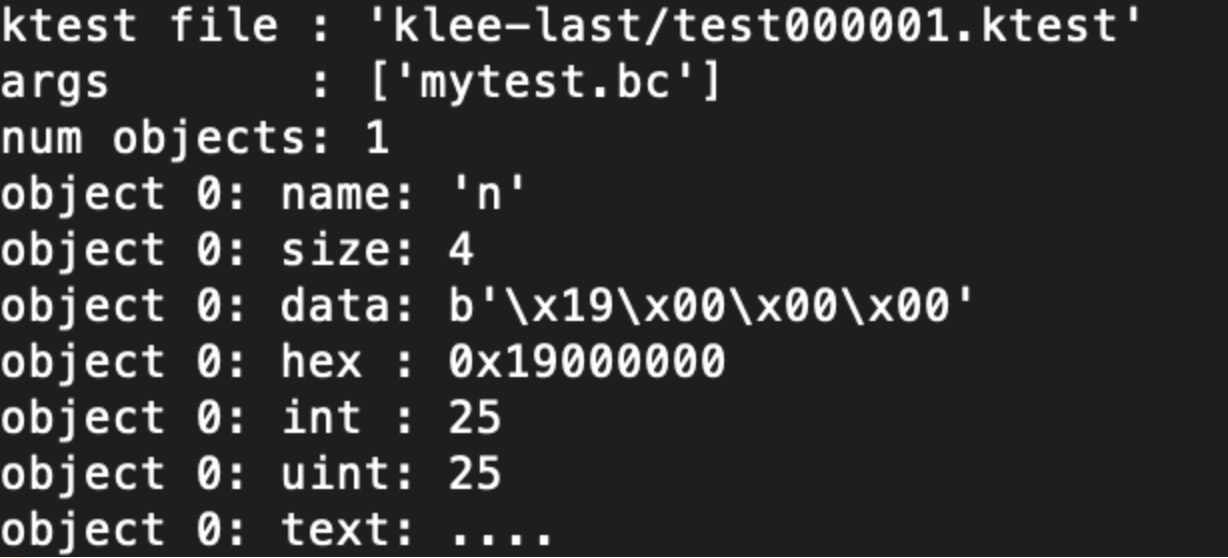 ktest file : 'klee-last/test000001.ktest'
args       : ['mytest.bc']
num objects: 1
object 0: name: 'n'
object 0: size: 4
object 0: data: b'\x19\x00\x00\x00'
object 0: hex : 0x19000000
object 0: int : 25
object 0: uint: 25
object 0: text: ....